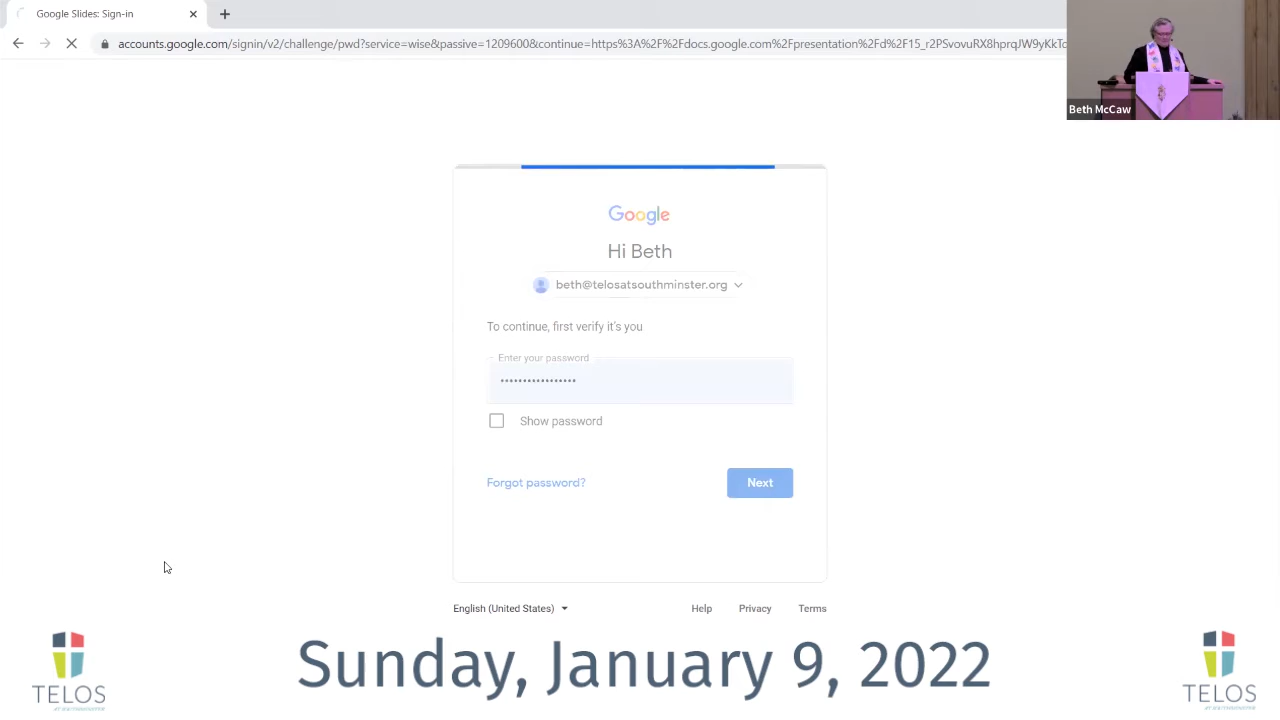 Google Slides: Sign-in
accounts.google.com/signin/v2/challenge/pwd?service=wise&passive=1209600&continue=https%3A%2F%2Fdocs.google.com%2Fpresentation%2Fd%2F15_r2PSvovuRX8hprqJW9yKkTc
Beth McCaw
Google
Hi Beth
beth@telosatsouthminster.org
To continue, first verify it's you
Enter your password
•••••••••••••••••
Show password
Forgot password?
Next
English (United States)
Help
Privacy
Terms
Sunday, January 9, 2022
TELOS
TELOS